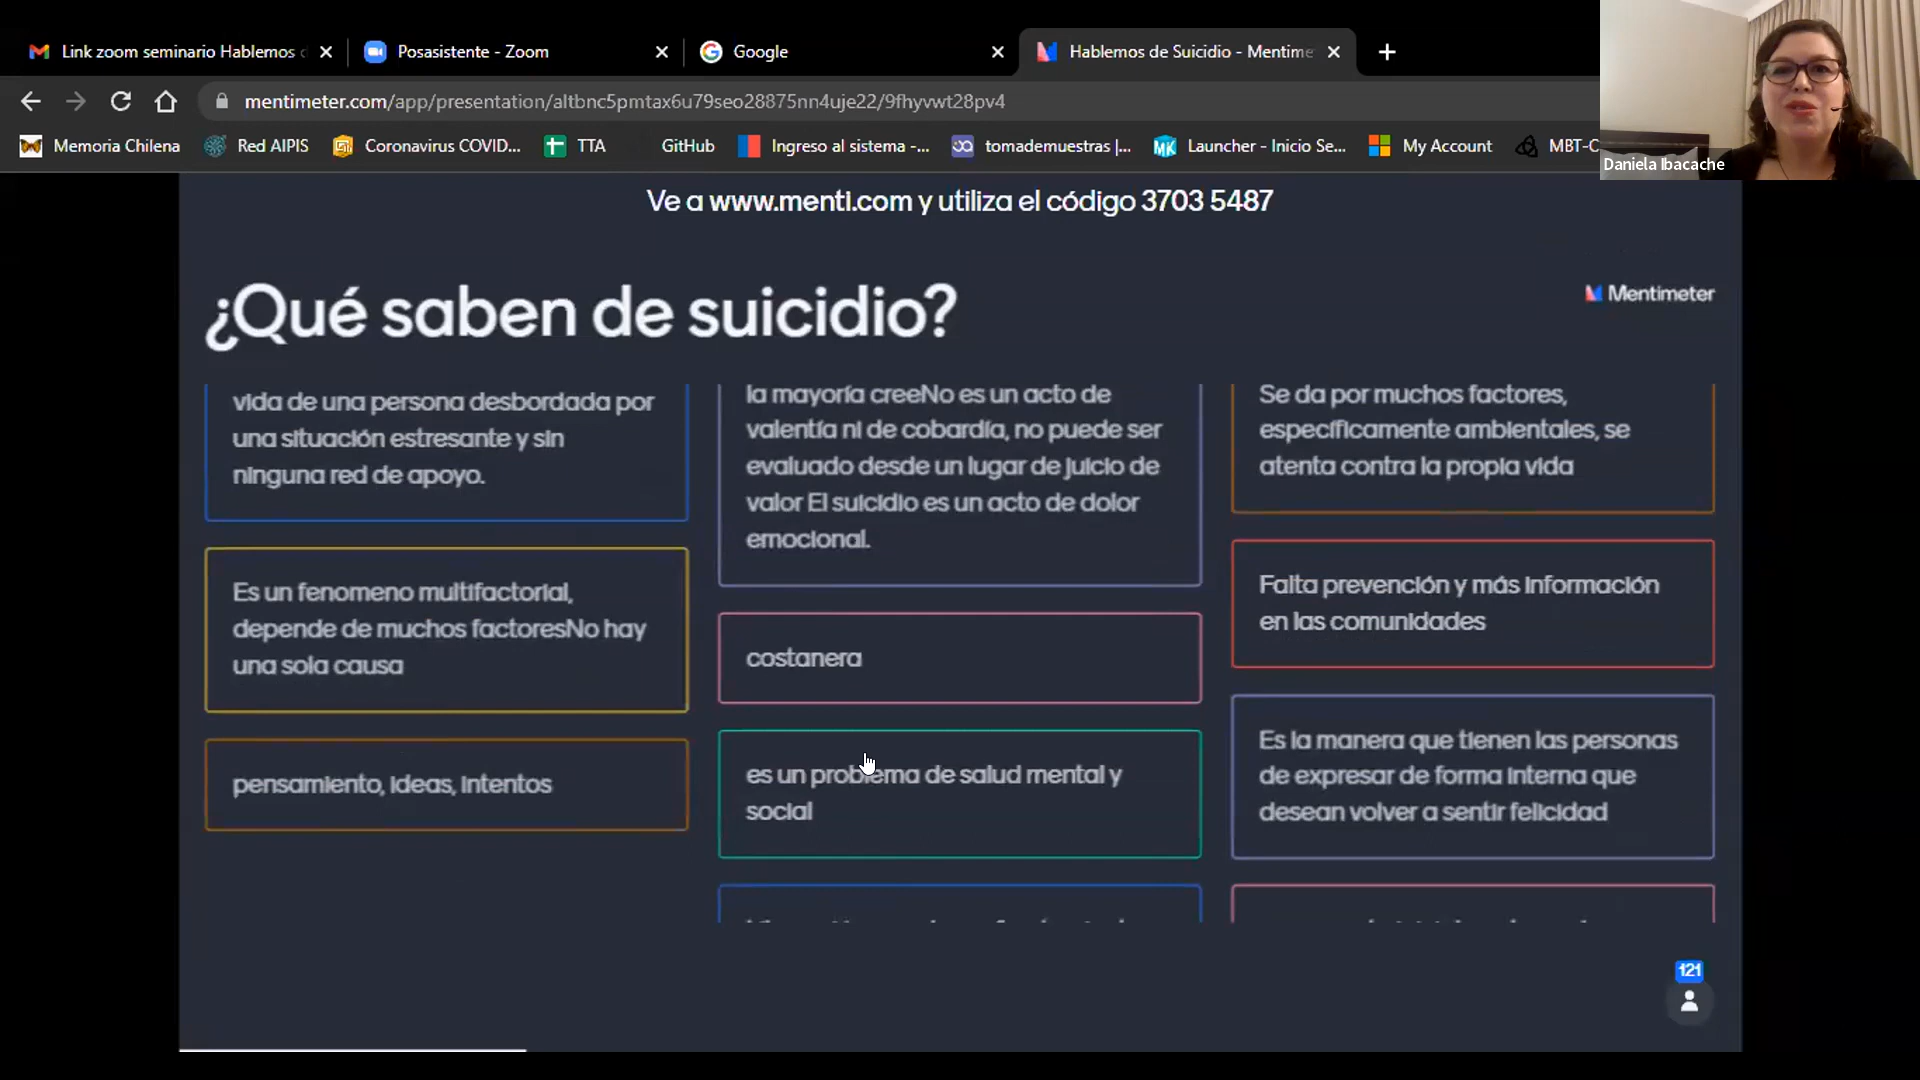 Link zoom seminario Hablemos d
Posasistente - Zoom
Google
Hablemos de Suicidio - Mentime
mentimeter.com/app/presentation/altbnc5pmtax6u79seo28875nn4uje22/9fhyvwt28pv4
Memoria Chilena
Red AIPIS
Coronavirus COVID...
TTA
GitHub
Ingreso al sistema -...
tomademuestras |...
Launcher - Inicio Se...
My Account
MBT-C
Daniela Ibacache
Ve a www.menti.com y utiliza el código 3703 5487
¿Qué saben de suicidio?
Mentimeter
vida de una persona desbordada por
una situación estresante y sin
ninguna red de apoyo.
Es un fenomeno multifactorial,
depende de muchos factoresNo hay
una sola causa
pensamiento, ideas, intentos
la mayoría creeNo es un acto de
valentía ni de cobardía, no puede ser
evaluado desde un lugar de juicio de
valor El suicidio es un acto de dolor
emocional.
costanera
es un problema de salud mental y
social
Se da por muchos factores,
específicamente ambientales, se
atenta contra la propia vida
Falta prevención y más información
en las comunidades
Es la manera que tienen las personas
de expresar de forma interna que
desean volver a sentir felicidad
121